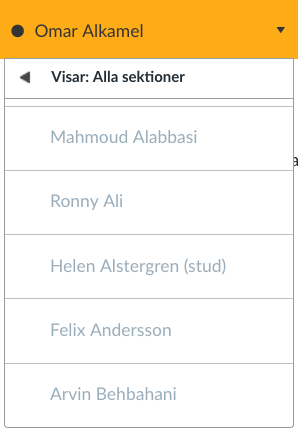 Omar Alkamel
Visar: Alla sektioner
Mahmoud Alabbasi
Ronny Ali
Helen Alstergren (stud)
Felix Andersson
Arvin Behbahani